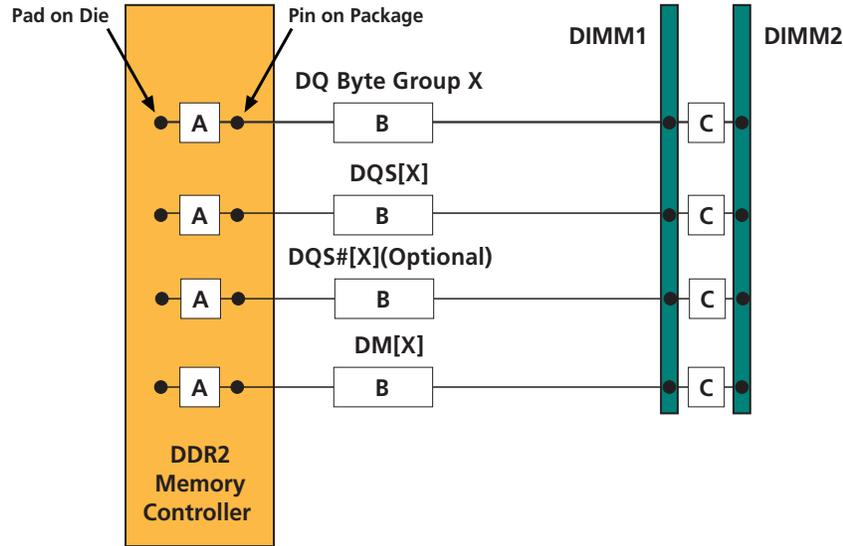 Pad on Die
Pin on Package
DIMM1
DIMM2
DQ Byte Group X
A
B
C
DQS[X]
A
B
C
DQS#[X](Optional)
A
B
C
DM[X]
A
B
C
DDR2
Memory
Controller